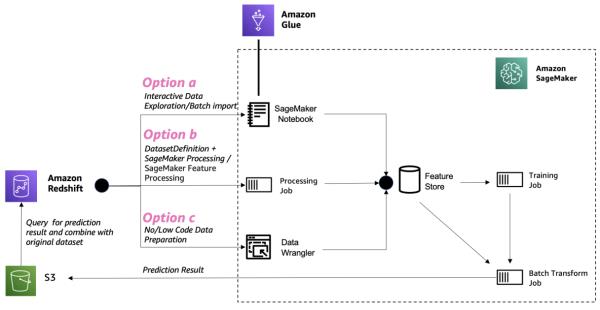 Amazon
Glue
Amazon
SageMaker
Option a
Interactive Data
Exploration/Batch import
SageMaker
Notebook
Option b
DatasetDefinition +
SageMaker Processing /
SageMaker Feature
Processing
Amazon
Redshift
Processing
Job
Feature
Store
Training
Job
Option c
No/Low Code Data
Preparation
Data
Wrangler
Query for prediction
result and combine with
original dataset
S3
Prediction Result
Batch Transform
Job